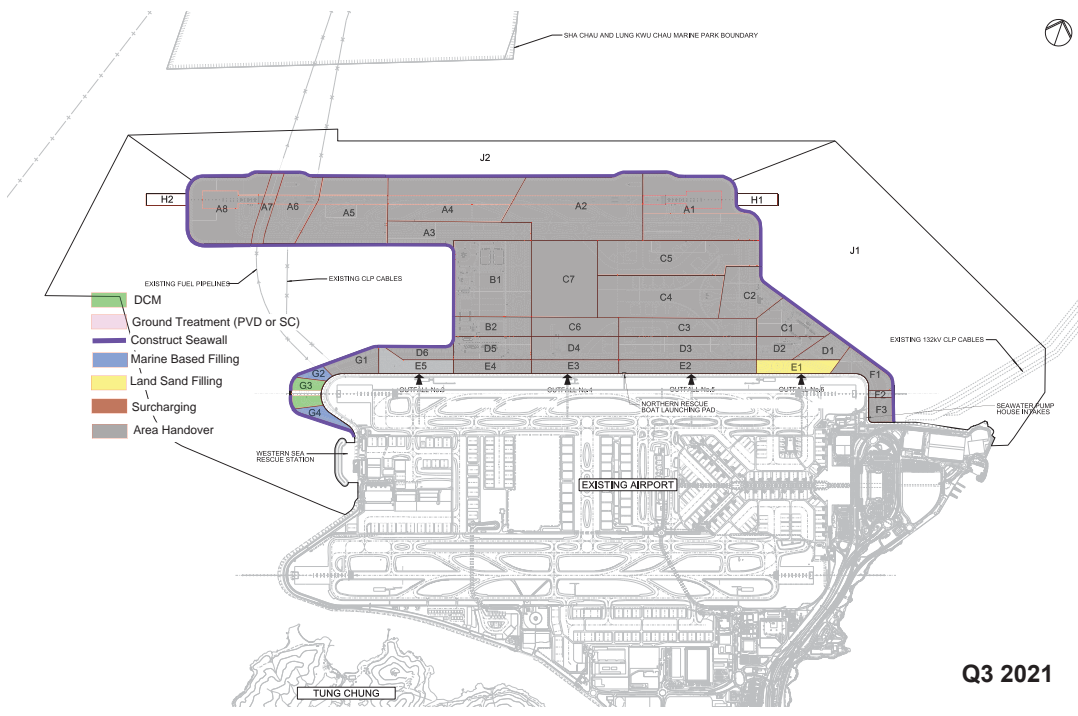 SHA CHAU AND LUNG KWU CHAU MARINE PARK BOUNDARY
J2
H2
H1
A8
A7
A6
A5
A4
A2
A1
A3
J1
C5
B1
C7
C4
C2
EXISTING FUEL PIPELINES
EXISTING CLP CABLES
DCM
Ground Treatment (PVD or SC)
Construct Seawall
Marine Based Filling
Land Sand Filling
Surcharging
Area Handover
B2
C6
C3
C1
D6
D5
D4
D3
D2
D1
G1
E5
E4
E3
E2
E1
EXISTING 132kV CLP CABLES
G2
G3
G4
F1
F2
F3
OUTFALL No.4
OUTFALL No.5
OUTFALL No.6
NORTHERN RESCUE
BOAT LAUNCHING PAD
SEAWATER PUMP
HOUSE INTAKES
WESTERN SEA
RESCUE STATION
EXISTING AIRPORT
TUNG CHUNG
Q3 2021